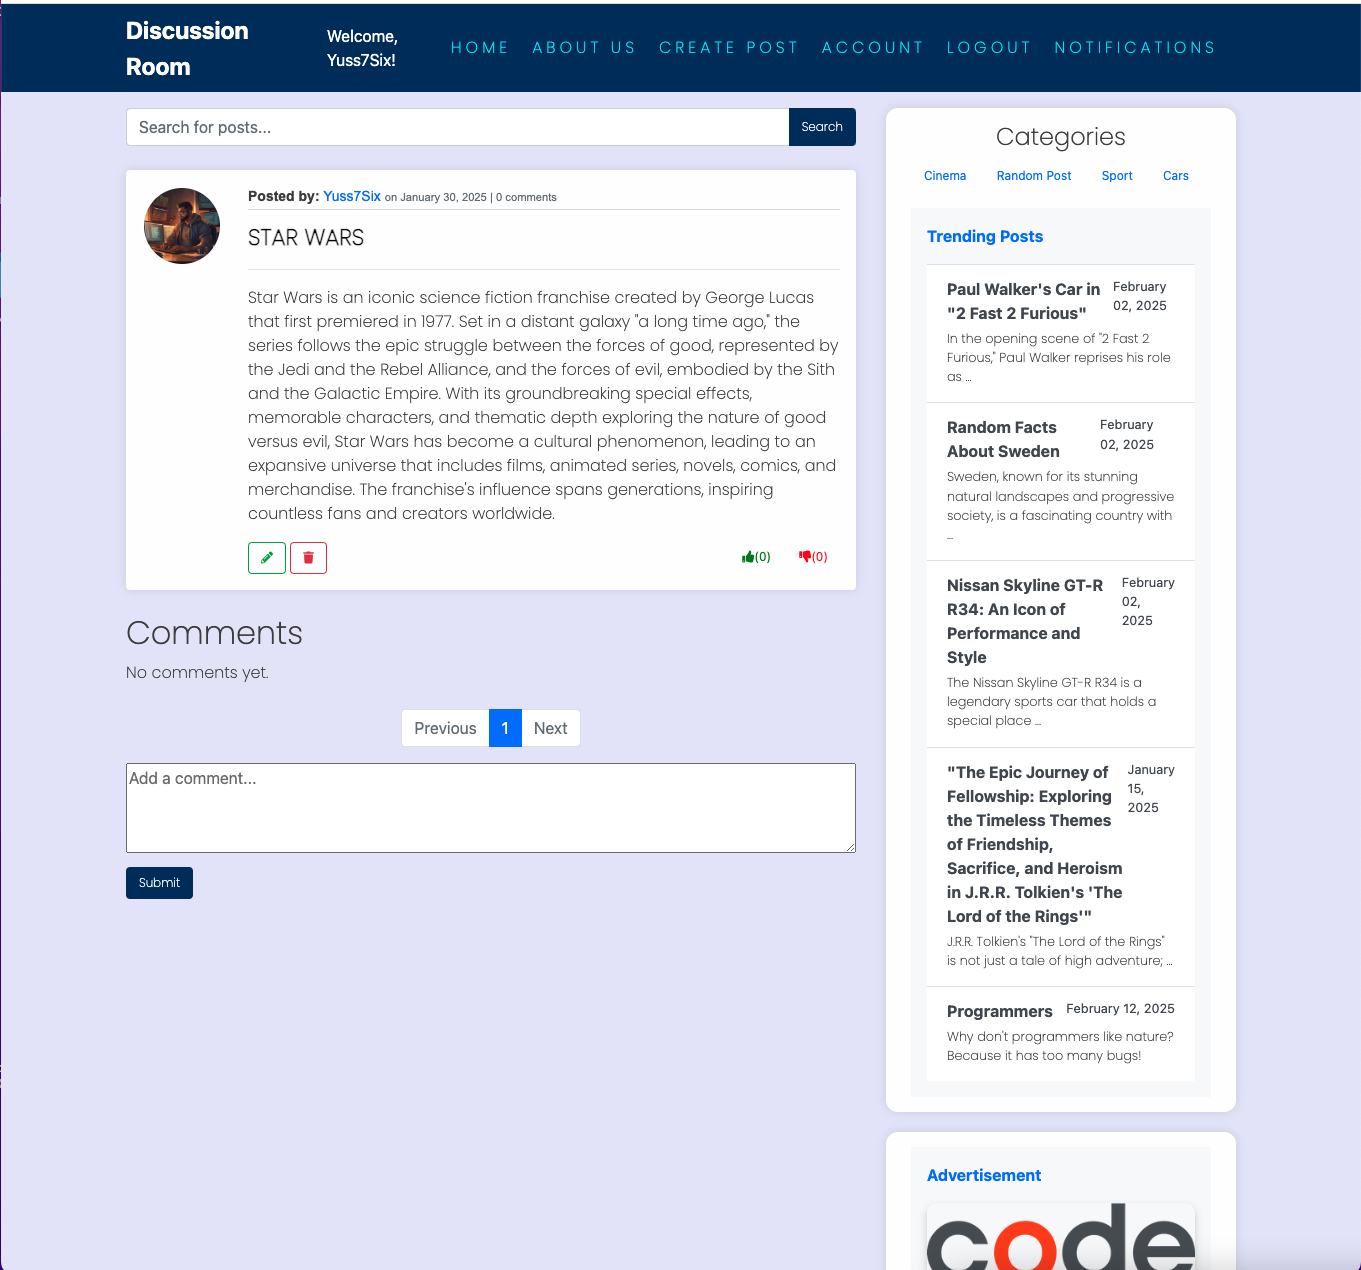 Discussion
Room
Welcome,
Yuss7Six!
HOME ABOUT US CREATE POST ACCOUNT LOGOUT NOTIFICATIONS
Search for posts...
Search
Posted by: Yuss7Six on January 30, 2025 | 0 comments
STAR WARS
Star Wars is an iconic science fiction franchise created by George Lucas
that first premiered in 1977. Set in a distant galaxy "a long time ago," the
series follows the epic struggle between the forces of good, represented by
the Jedi and the Rebel Alliance, and the forces of evil, embodied by the Sith
and the Galactic Empire. With its groundbreaking special effects,
memorable characters, and thematic depth exploring the nature of good
versus evil, Star Wars has become a cultural phenomenon, leading to an
expansive universe that includes films, animated series, novels, comics, and
merchandise. The franchise's influence spans generations, inspiring
countless fans and creators worldwide.
(0) (0)
Comments
No comments yet.
Previous 1 Next
Add a comment...
Submit
Categories
Cinema Random Post Sport Cars
Trending Posts
Paul Walker's Car in
"2 Fast 2 Furious"
February
02, 2025
In the opening scene of "2 Fast 2
Furious," Paul Walker reprises his role
as ...
Random Facts
About Sweden
February
02, 2025
Sweden, known for its stunning
natural landscapes and progressive
society, is a fascinating country with
...
Nissan Skyline GT-R
R34: An Icon of
Performance and
Style
February
02,
2025
The Nissan Skyline GT-R R34 is a
legendary sports car that holds a
special place ...
"The Epic Journey of
Fellowship: Exploring
the Timeless Themes
of Friendship,
Sacrifice, and Heroism
in J.R.R. Tolkien's 'The
Lord of the Rings'"
January
15,
2025
J.R.R. Tolkien's "The Lord of the Rings"
is not just a tale of high adventure; ...
Programmers
February 12, 2025
Why don't programmers like nature?
Because it has too many bugs!
Advertisement
code